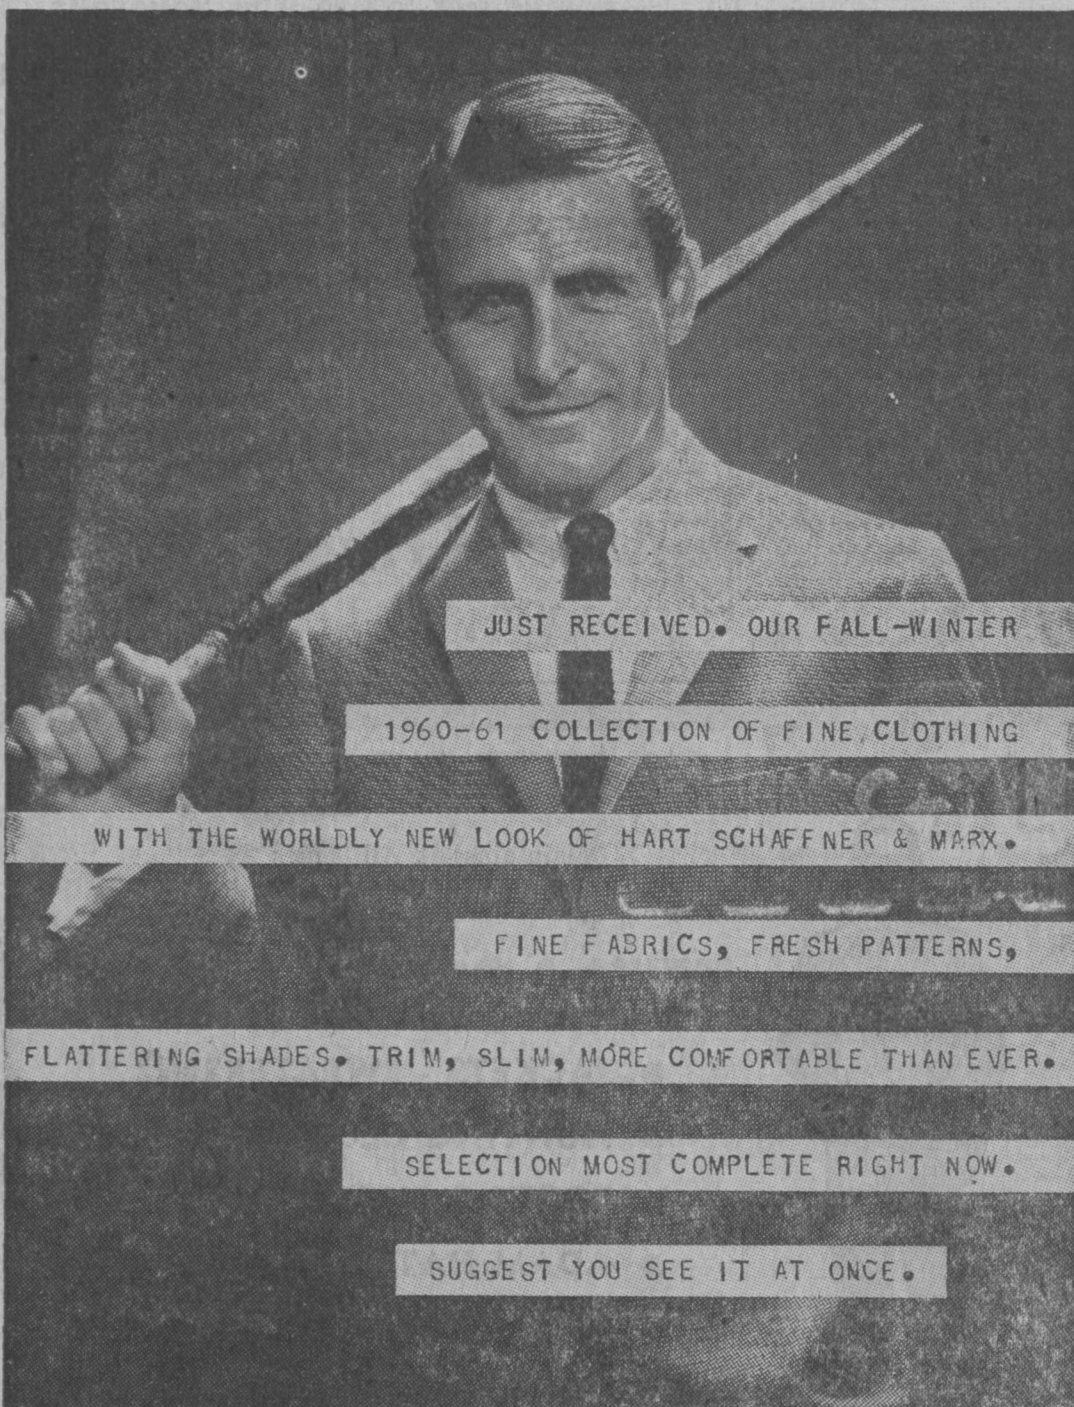 JUST RECEIVED. OUR FALL-WINTER
1960-61 COLLECTION OF FINE CLOTHING
WITH THE WORLDLY NEW LOOK OF HART SCHAFFNER & MARX.
FINE FABRICS, FRESH PATTERNS,
FLATTERING SHADES. TRIM, SLIM, MORE COMFORTABLE THAN EVER.
SELECTION MOST COMPLETE RIGHT NOW.
SUGGEST YOU SEE IT AT ONCE.